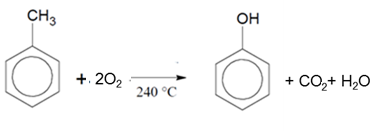 CH₃
OH
+ 2O₂
240 °C
+ CO₂+ H₂O